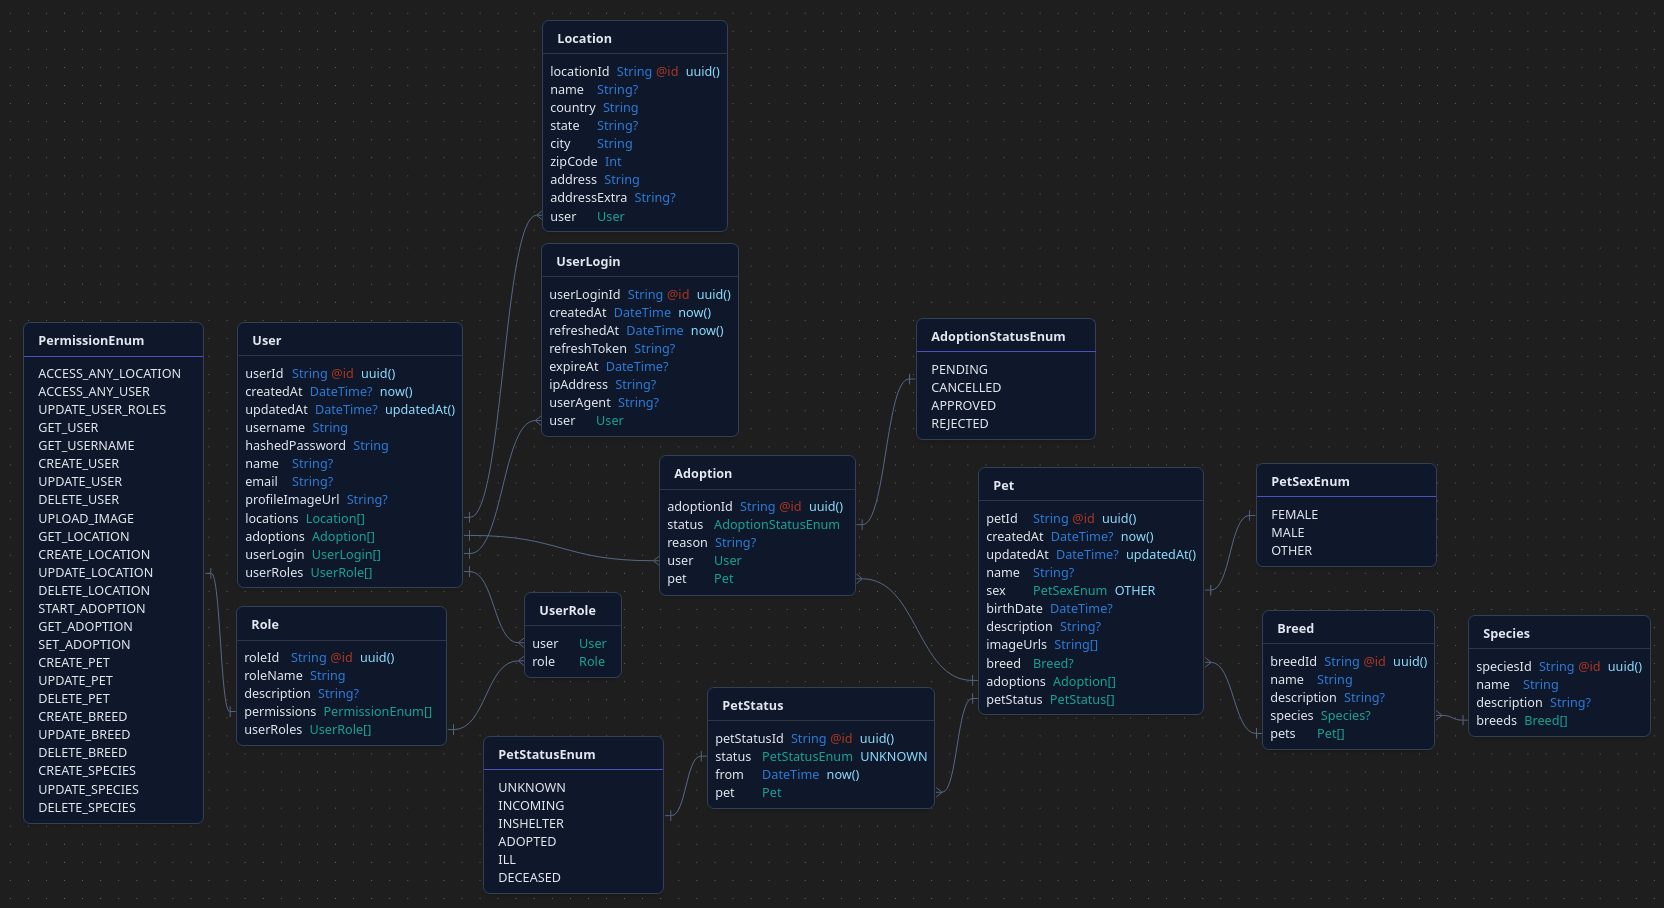 Location
locationId String @id uuid()
name String?
country String
state String?
city String
zipCode Int
address String
addressExtra String?
user User
UserLogin
userLoginId String @id uuid()
createdAt DateTime now()
refreshedAt DateTime now()
refreshToken String?
expireAt DateTime?
ipAddress String?
userAgent String?
user User
PermissionEnum
ACCESS_ANY_LOCATION
ACCESS_ANY_USER
UPDATE_USER_ROLES
GET_USER
GET_USERNAME
CREATE_USER
UPDATE_USER
DELETE_USER
UPLOAD_IMAGE
GET_LOCATION
CREATE_LOCATION
UPDATE_LOCATION
DELETE_LOCATION
START_ADOPTION
GET_ADOPTION
SET_ADOPTION
CREATE_PET
UPDATE_PET
DELETE_PET
CREATE_BREED
UPDATE_BREED
DELETE_BREED
CREATE_SPECIES
UPDATE_SPECIES
DELETE_SPECIES
User
userId String @id uuid()
createdAt DateTime? now()
updatedAt DateTime? updatedAt()
username String
hashedPassword String
name String?
email String?
profileImageUrl String?
locations Location[]
adoptions Adoption[]
userLogin UserLogin[]
userRoles UserRole[]
Role
roleId String @id uuid()
roleName String
description String?
permissions PermissionEnum[]
userRoles UserRole[]
UserRole
user User
role Role
Adoption
adoptionId String @id uuid()
status AdoptionStatusEnum
reason String?
user User
pet Pet
AdoptionStatusEnum
PENDING
CANCELLED
APPROVED
REJECTED
PetStatusEnum
UNKNOWN
INCOMING
INSHELTER
ADOPTED
ILL
DECEASED
PetStatus
petStatusId String @id uuid()
status PetStatusEnum UNKNOWN
from DateTime now()
pet Pet
Pet
petId String @id uuid()
createdAt DateTime? now()
updatedAt DateTime? updatedAt()
name String?
sex PetSexEnum OTHER
birthDate DateTime?
description String?
imageUrls String[]
breed Breed?
adoptions Adoption[]
petStatus PetStatus[]
PetSexEnum
FEMALE
MALE
OTHER
Breed
breedId String @id uuid()
name String
description String?
species Species?
pets Pet[]
Species
speciesId String @id uuid()
name String
description String?
breeds Breed[]